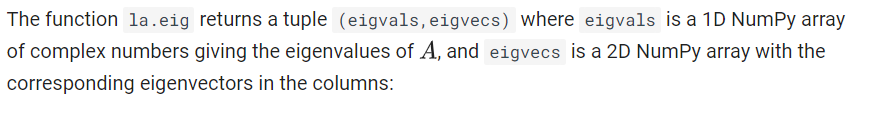 The function la.eig returns a tuple (eigvals,eigvecs) where eigvals is a 1D NumPy array
of complex numbers giving the eigenvalues of A, and eigvecs is a 2D NumPy array with the
corresponding eigenvectors in the columns: